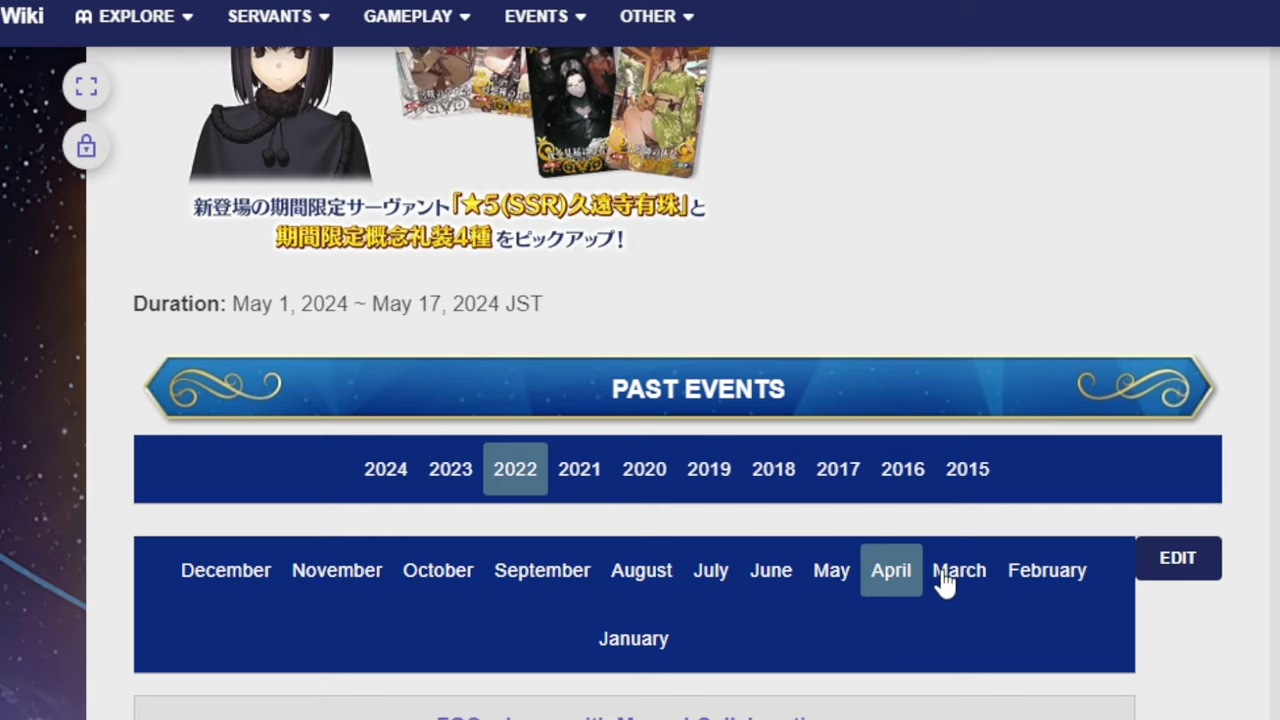 Wiki EXPLORE SERVANTS GAMEPLAY EVENTS OTHER
新登場の期間限定サーヴァント「★5(SSR)久遠寺有珠」と
期間限定概念礼装4種をピックアップ!
Duration: May 1, 2024 ~ May 17, 2024 JST
PAST EVENTS
2024 2023 2022 2021 2020 2019 2018 2017 2016 2015
December November October September August July June May April March February
January
EDIT